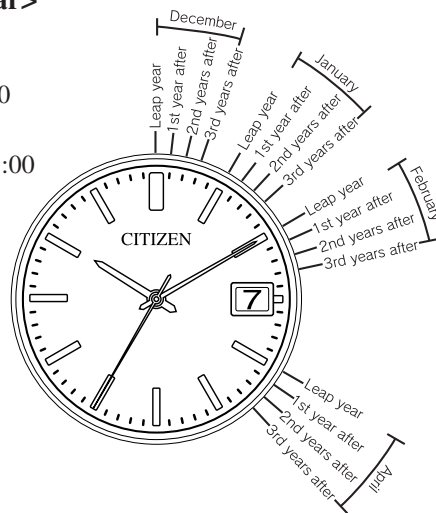 ar>
0
:00
December
Leap year
1st year after
2nd years after
3rd years after
January
Leap year
1st year after
2nd years after
3rd years after
February
Leap year
1st year after
2nd years after
3rd years after
CITIZEN
7
Leap year
1st year after
2nd years after
3rd years after
April